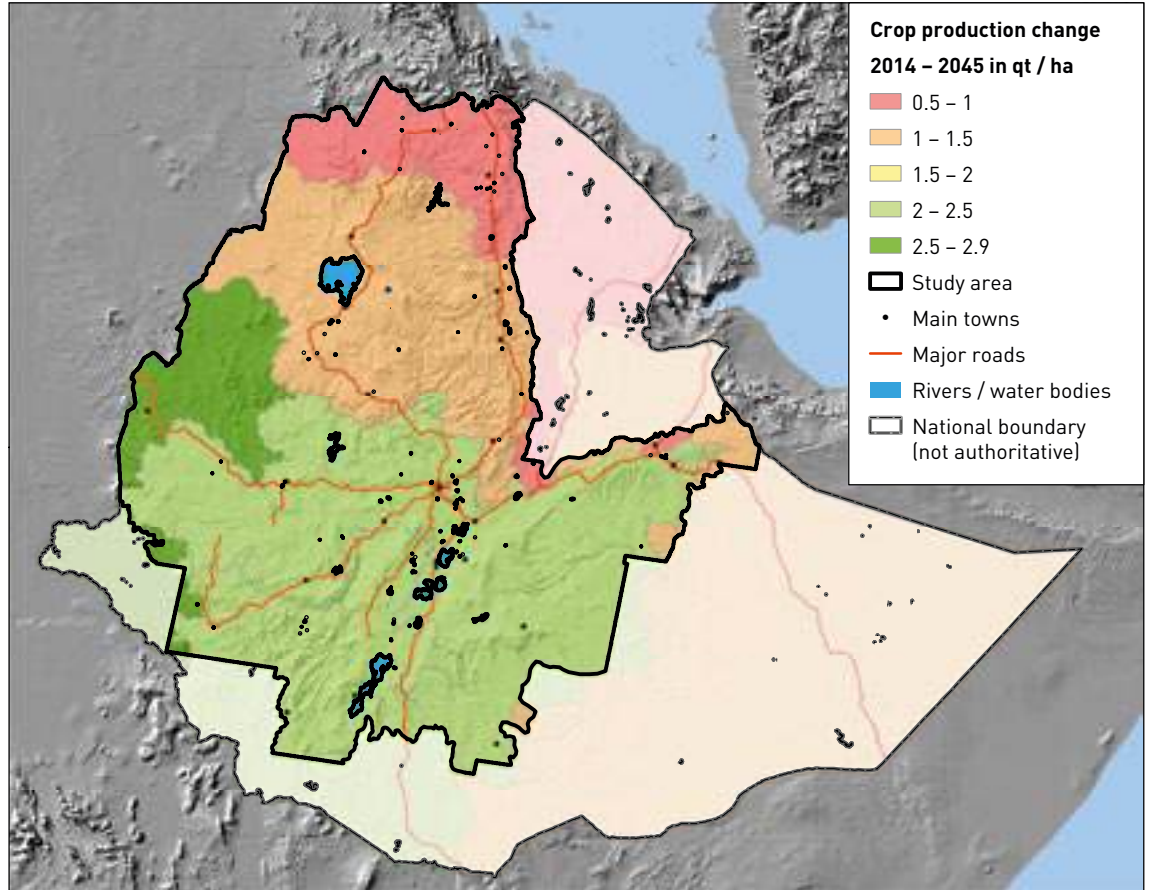 Crop production change
2014 – 2045 in qt / ha
0.5 – 1
1 – 1.5
1.5 – 2
2 – 2.5
2.5 – 2.9
Study area
Main towns
Major roads
Rivers / water bodies
National boundary
(not authoritative)